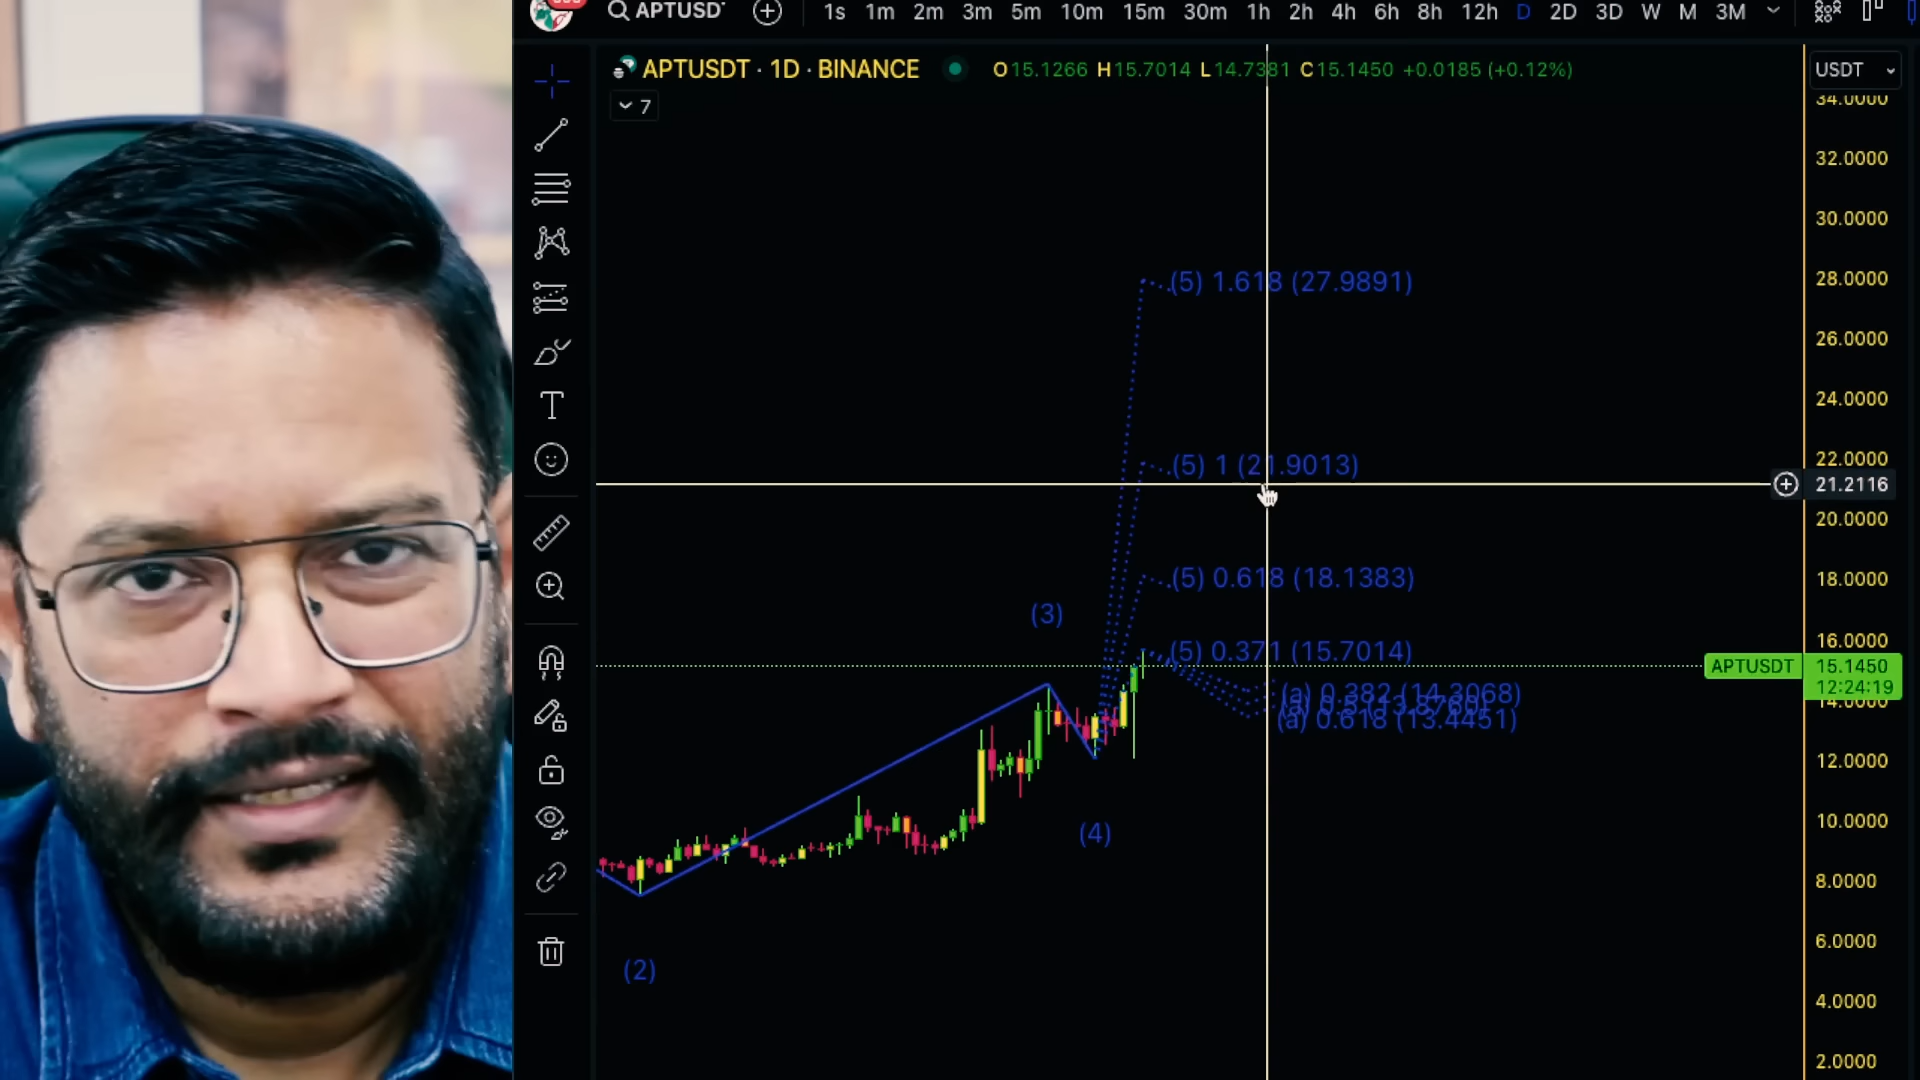 APTUSDT
1s 1m 2m 3m 5m 10m 15m 30m 1h 2h 4h 6h 8h 12h D 2D 3D W M 3M
APTUSDT · 1D · BINANCE O15.1266 H15.7014 L14.7381 C15.1450 +0.0185 (+0.12%)
USDT
7
34.0000
32.0000
30.0000
(5) 1.618 (27.9891)
28.0000
26.0000
24.0000
22.0000
(5) 1 (21.9013)
21.2116
20.0000
(5) 0.618 (18.1383)
18.0000
(3)
16.0000
(5) 0.371 (15.7014)
APTUSDT 15.1450
12:24:19
(a) 0.382 (14.3068)
14.0000
(a) 0.618 (13.4451)
12.0000
(4)
10.0000
8.0000
6.0000
(2)
4.0000
2.0000